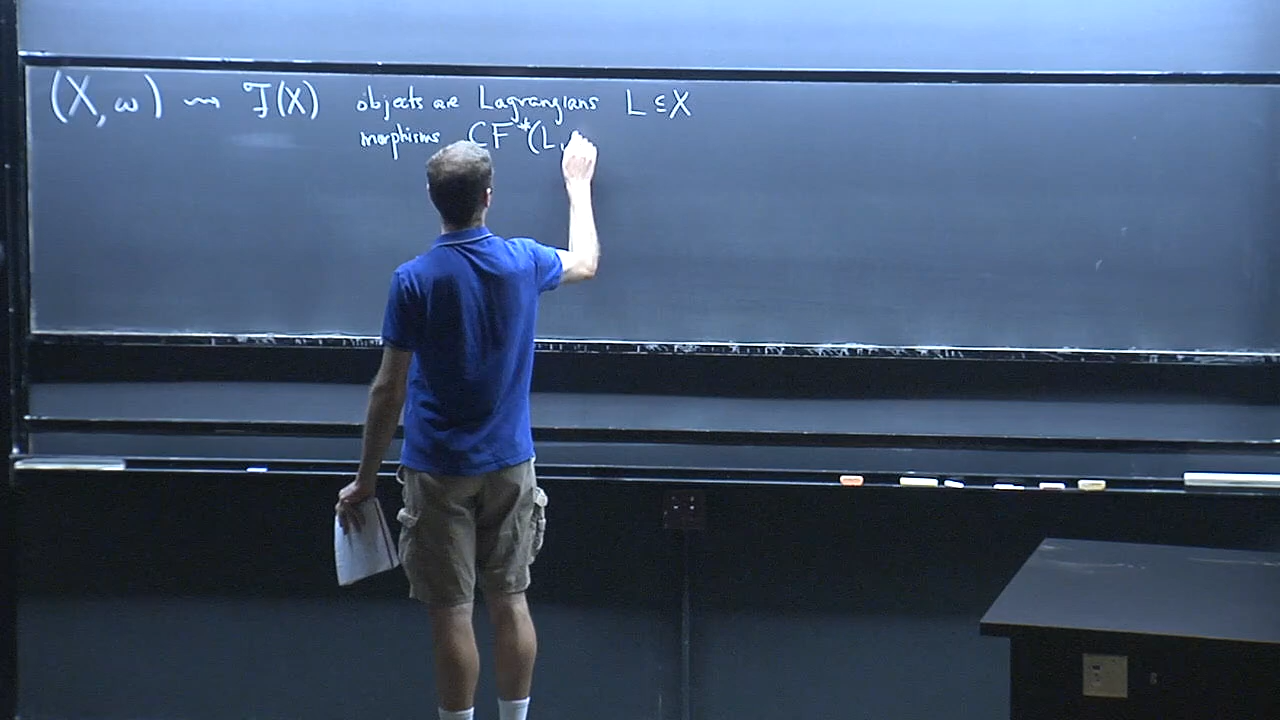 (X, ω) ⇝ ℱ(X) objects are Lagrangians L ⊆ X
morphisms CF*(L,